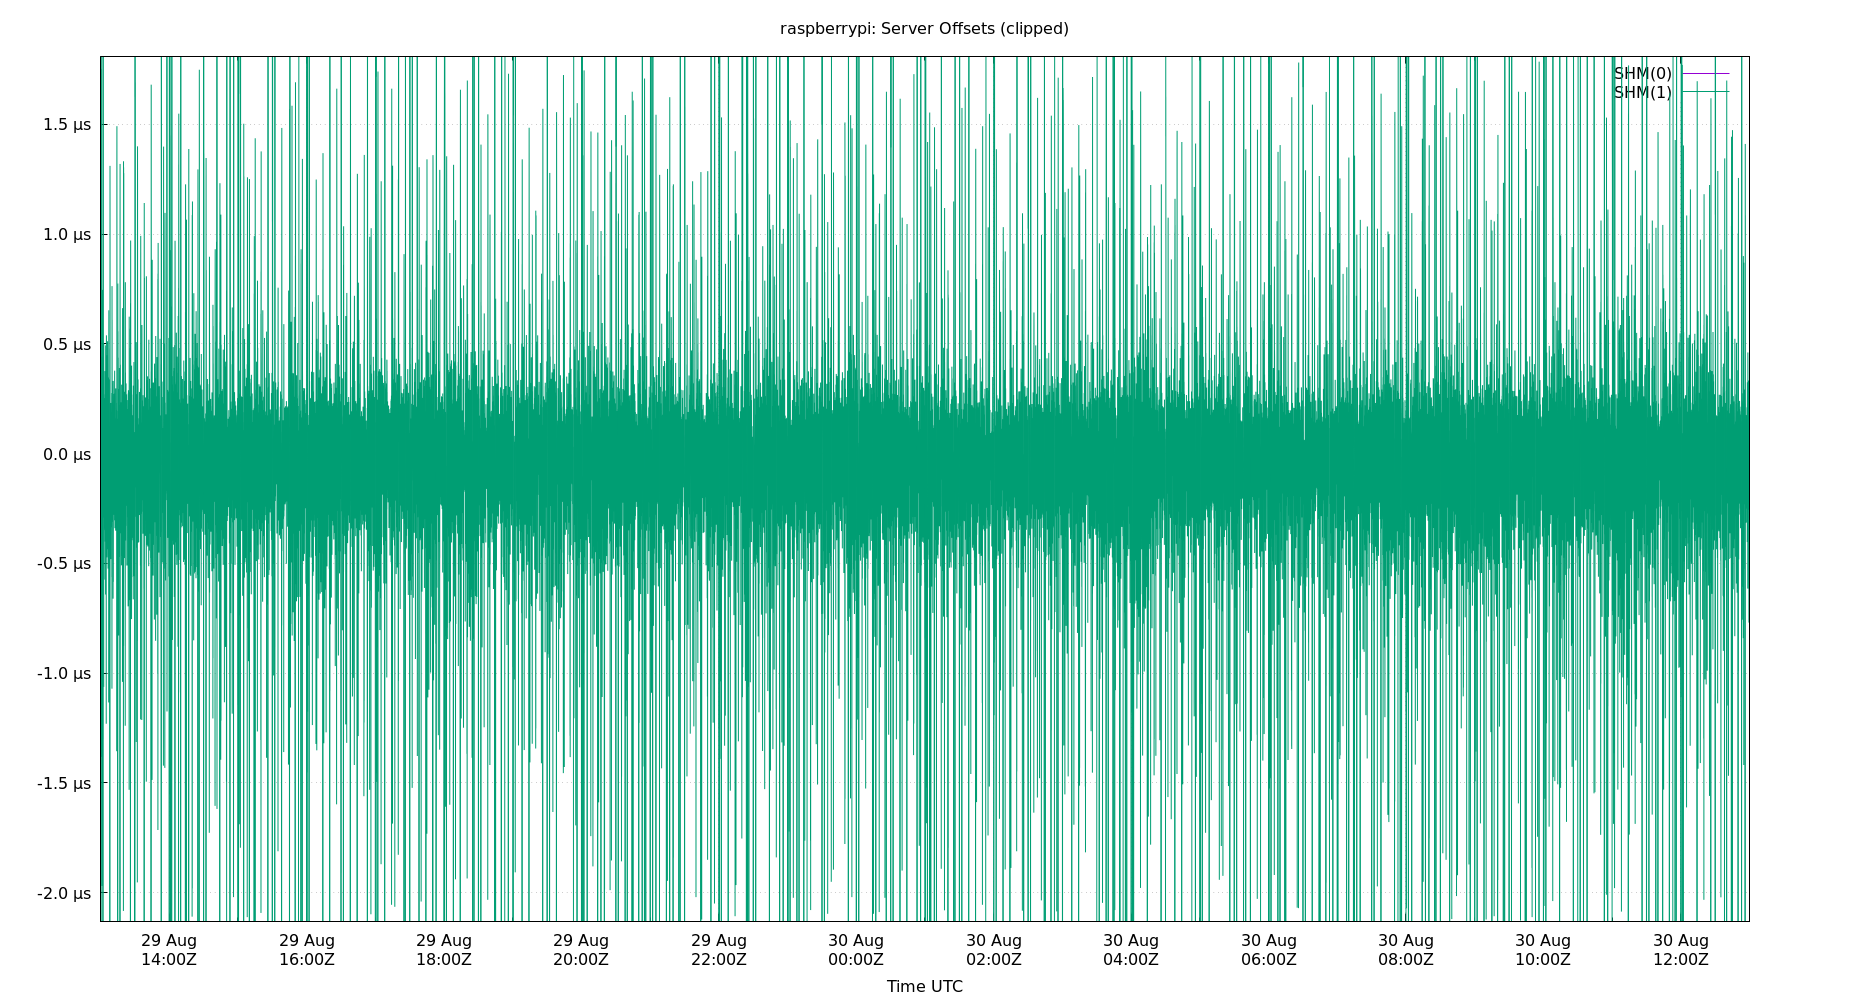 raspberrypi: Server Offsets (clipped)
SHM(0)
SHM(1)
1.5 µs
1.0 µs
0.5 µs
0.0 µs
-0.5 µs
-1.0 µs
-1.5 µs
-2.0 µs
29 Aug 29 Aug 29 Aug 29 Aug 29 Aug 30 Aug 30 Aug 30 Aug 30 Aug 30 Aug 30 Aug 30 Aug
14:00Z 16:00Z 18:00Z 20:00Z 22:00Z 00:00Z 02:00Z 04:00Z 06:00Z 08:00Z 10:00Z 12:00Z
Time UTC